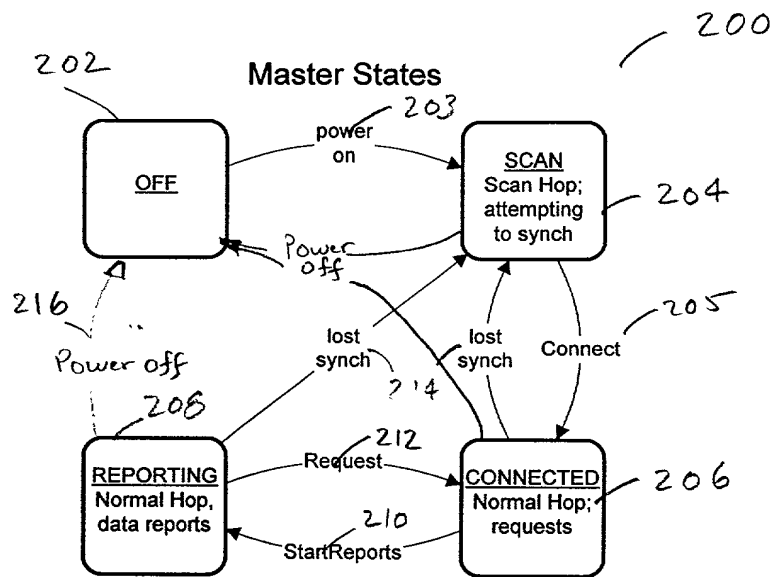 200
202
Master States
203
power
on
OFF
SCAN
Scan Hop;
attempting
to synch
204
Power
off
216
Power off
lost
synch
214
lost
synch
Connect
205
208
REPORTING
Normal Hop,
data reports
212
Request
210
StartReports
CONNECTED
Normal Hop;
requests
206